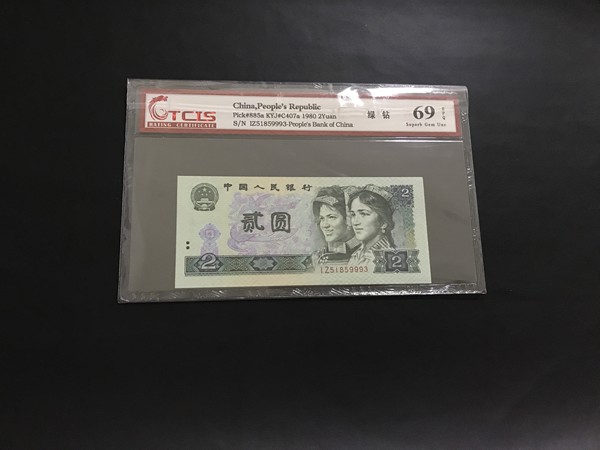 TCIS
RATING CERTIFICATE
China,People's Republic
Pick#885a KYJ#C407a 1980 2Yuan
S/N IZ51859993-People's Bank of China
绿 钻
69 EPQ
Superb Gem Unc
中国人民银行
2
贰圆
2
IZ51859993
2